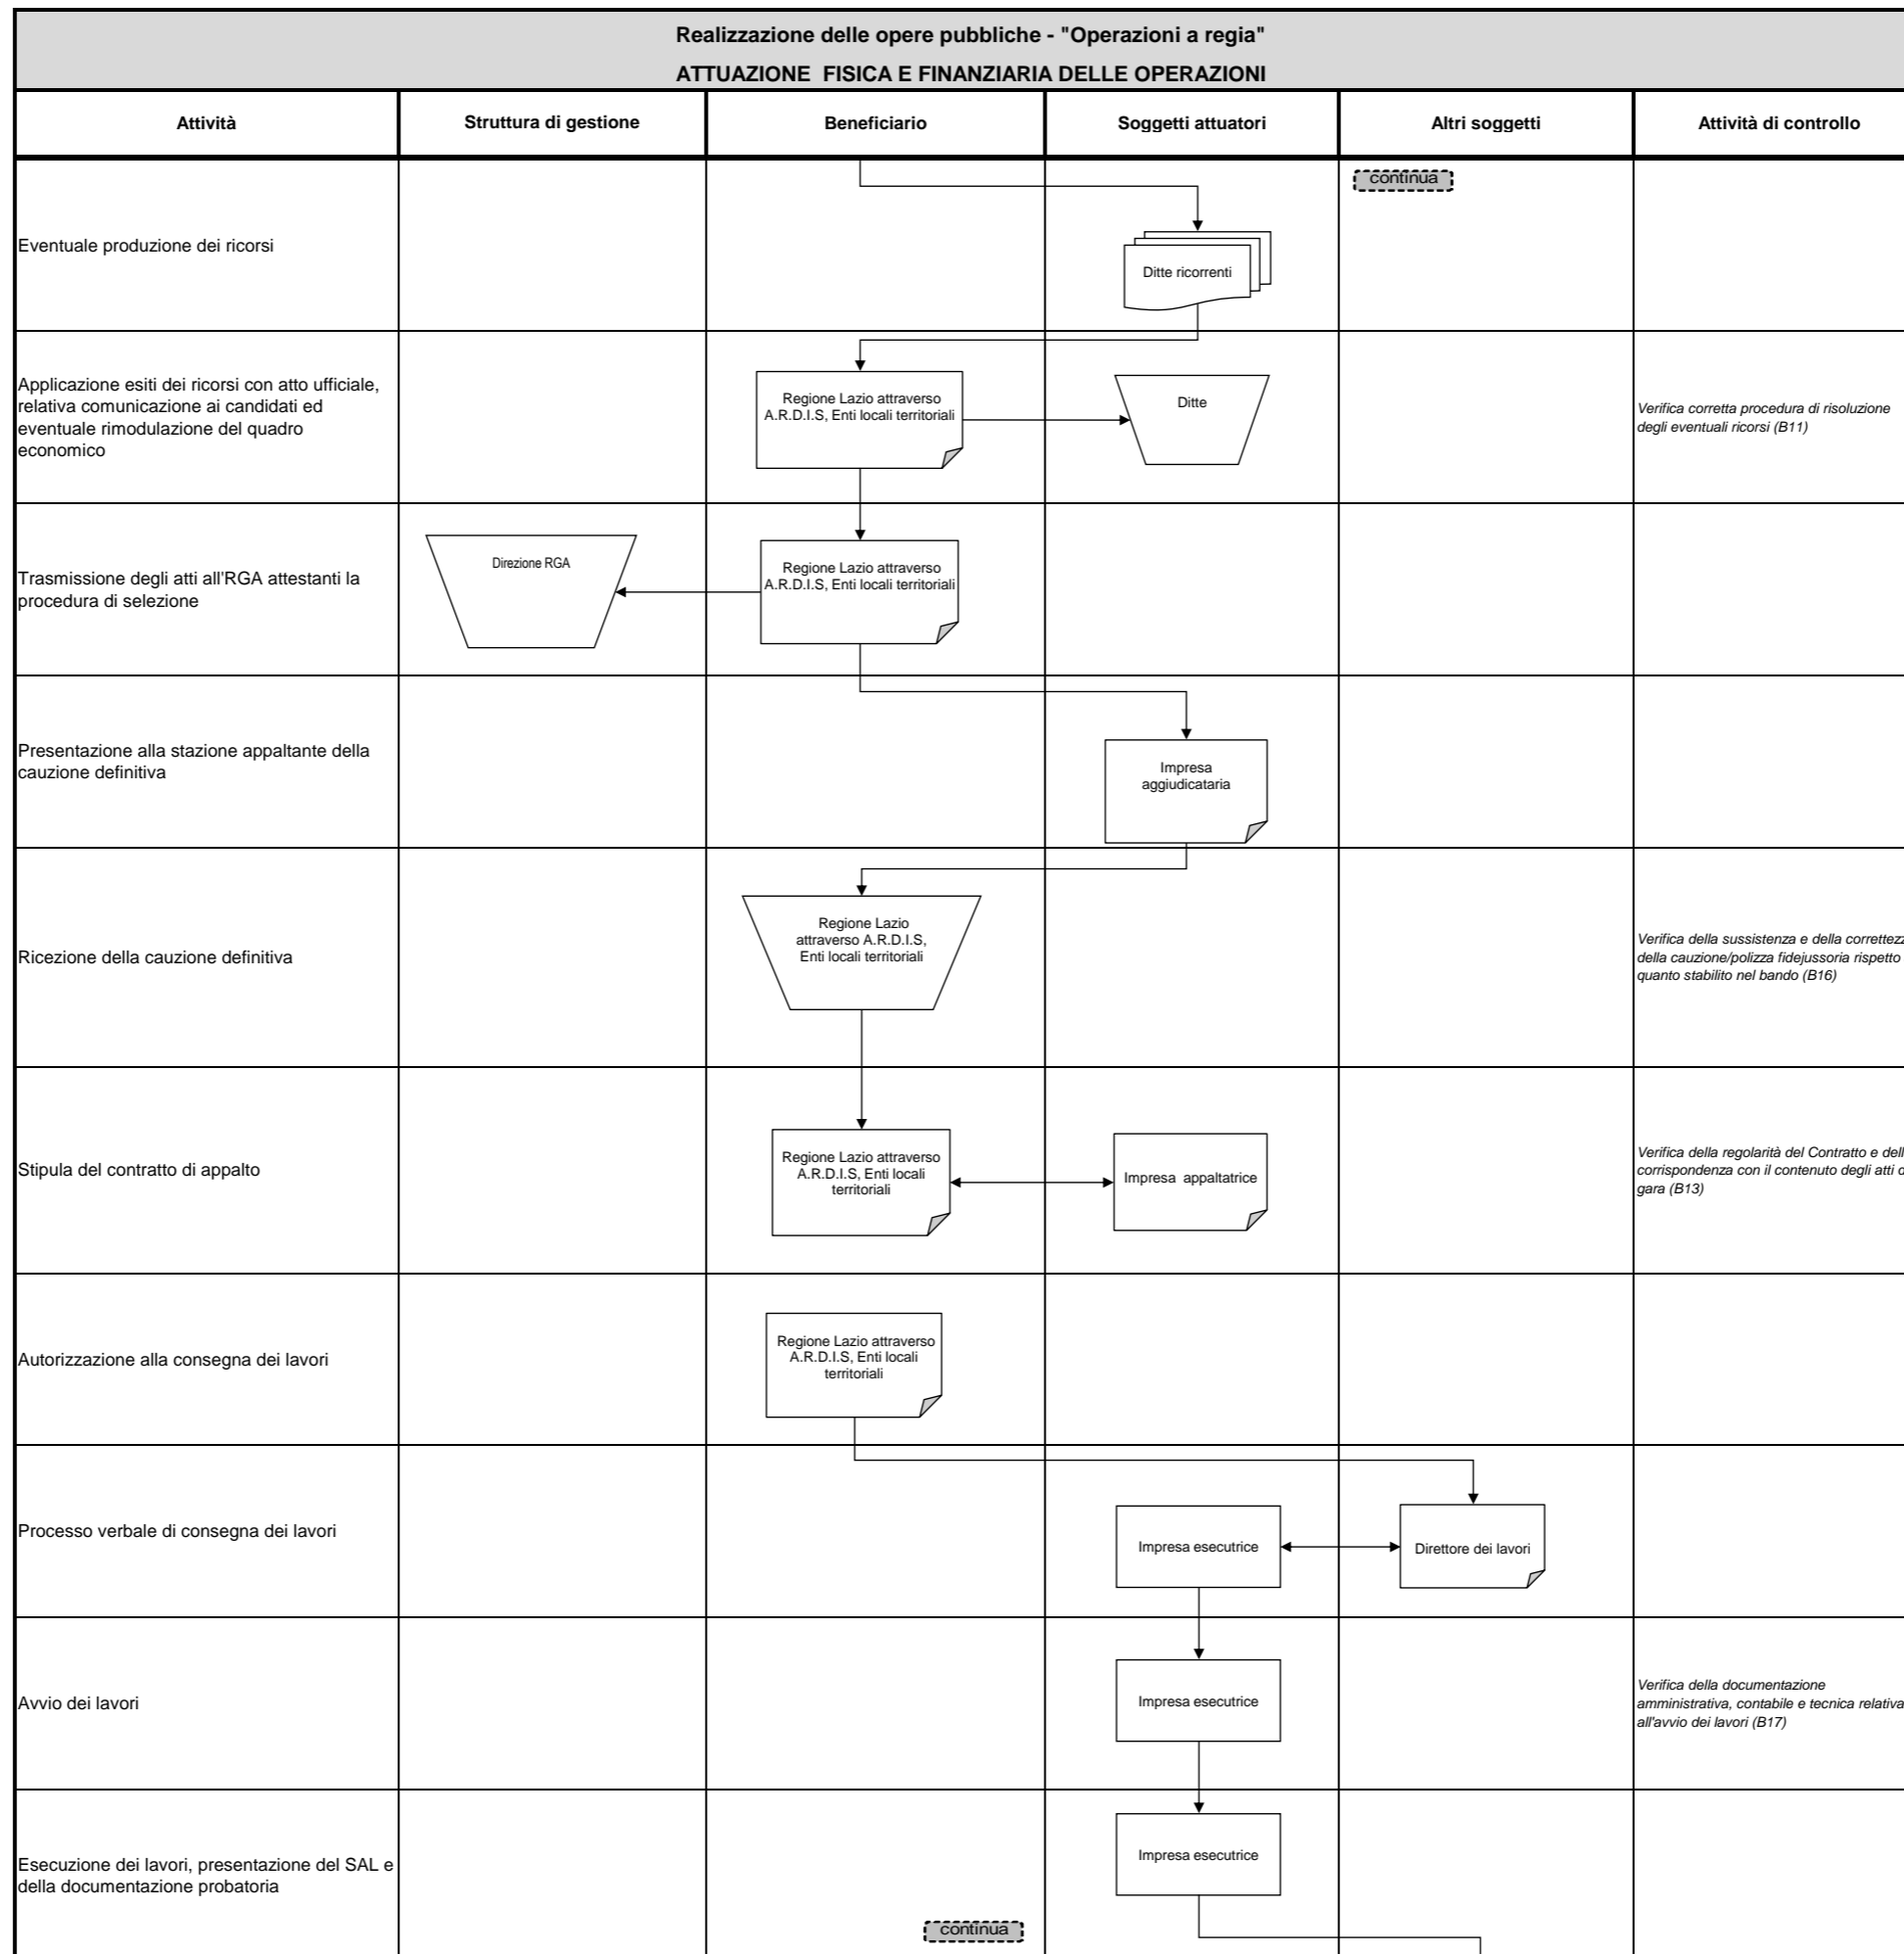 Realizzazione delle opere pubbliche - "Operazioni a regia"
ATTUAZIONE FISICA E FINANZIARIA DELLE OPERAZIONI
Attività
Struttura di gestione
Beneficiario
Soggetti attuatori
Altri soggetti
Attività di controllo
continua
Eventuale produzione dei ricorsi
Ditte ricorrenti
Applicazione esiti dei ricorsi con atto ufficiale,
relativa comunicazione ai candidati ed
eventuale rimodulazione del quadro
economico
Regione Lazio attraverso
A.R.D.I.S, Enti locali territoriali
Ditte
Verifica corretta procedura di risoluzione
degli eventuali ricorsi (B11)
Trasmissione degli atti all'RGA attestanti la
procedura di selezione
Direzione RGA
Regione Lazio attraverso
A.R.D.I.S, Enti locali territoriali
Presentazione alla stazione appaltante della
cauzione definitiva
Impresa
aggiudicataria
Ricezione della cauzione definitiva
Regione Lazio
attraverso A.R.D.I.S,
Enti locali territoriali
Verifica della sussistenza e della correttezz
della cauzione/polizza fidejussoria rispetto
quanto stabilito nel bando (B16)
Stipula del contratto di appalto
Regione Lazio attraverso
A.R.D.I.S, Enti locali
territoriali
Impresa appaltatrice
Verifica della regolarità del Contratto e dell
corrispondenza con il contenuto degli atti d
gara (B13)
Autorizzazione alla consegna dei lavori
Regione Lazio attraverso
A.R.D.I.S, Enti locali
territoriali
Processo verbale di consegna dei lavori
Impresa esecutrice
Direttore dei lavori
Avvio dei lavori
Impresa esecutrice
Verifica della documentazione
amministrativa, contabile e tecnica relativa
all'avvio dei lavori (B17)
Esecuzione dei lavori, presentazione del SAL e
della documentazione probatoria
Impresa esecutrice
continua